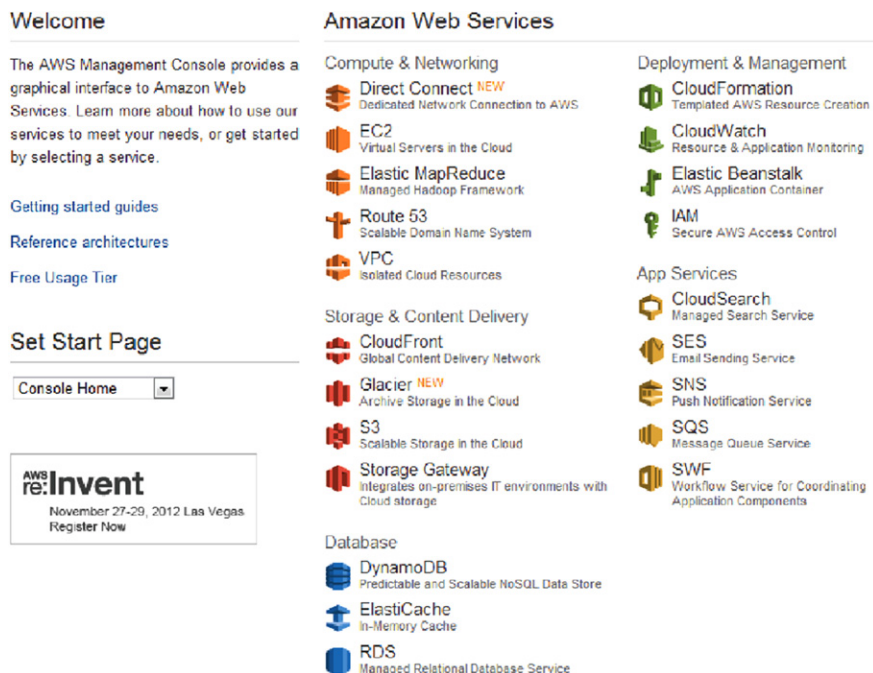 Welcome
The AWS Management Console provides a
graphical interface to Amazon Web
Services. Learn more about how to use our
services to meet your needs, or get started
by selecting a service.
Getting started guides
Reference architectures
Free Usage Tier
Set Start Page
Console Home
AWS
re:Invent
November 27-29, 2012 Las Vegas
Register Now
Amazon Web Services
Compute & Networking
Direct Connect NEW
Dedicated Network Connection to AWS
EC2
Virtual Servers in the Cloud
Elastic MapReduce
Managed Hadoop Framework
Route 53
Scalable Domain Name System
VPC
Isolated Cloud Resources
Storage & Content Delivery
CloudFront
Global Content Delivery Network
Glacier NEW
Archive Storage in the Cloud
S3
Scalable Storage in the Cloud
Storage Gateway
Integrates on-premises IT environments with
Cloud storage
Database
DynamoDB
Predictable and Scalable NoSQL Data Store
ElastiCache
In-Memory Cache
RDS
Managed Relational Database Service
Deployment & Management
CloudFormation
Templated AWS Resource Creation
CloudWatch
Resource & Application Monitoring
Elastic Beanstalk
AWS Application Container
IAM
Secure AWS Access Control
App Services
CloudSearch
Managed Search Service
SES
Email Sending Service
SNS
Push Notification Service
SQS
Message Queue Service
SWF
Workflow Service for Coordinating
Application Components